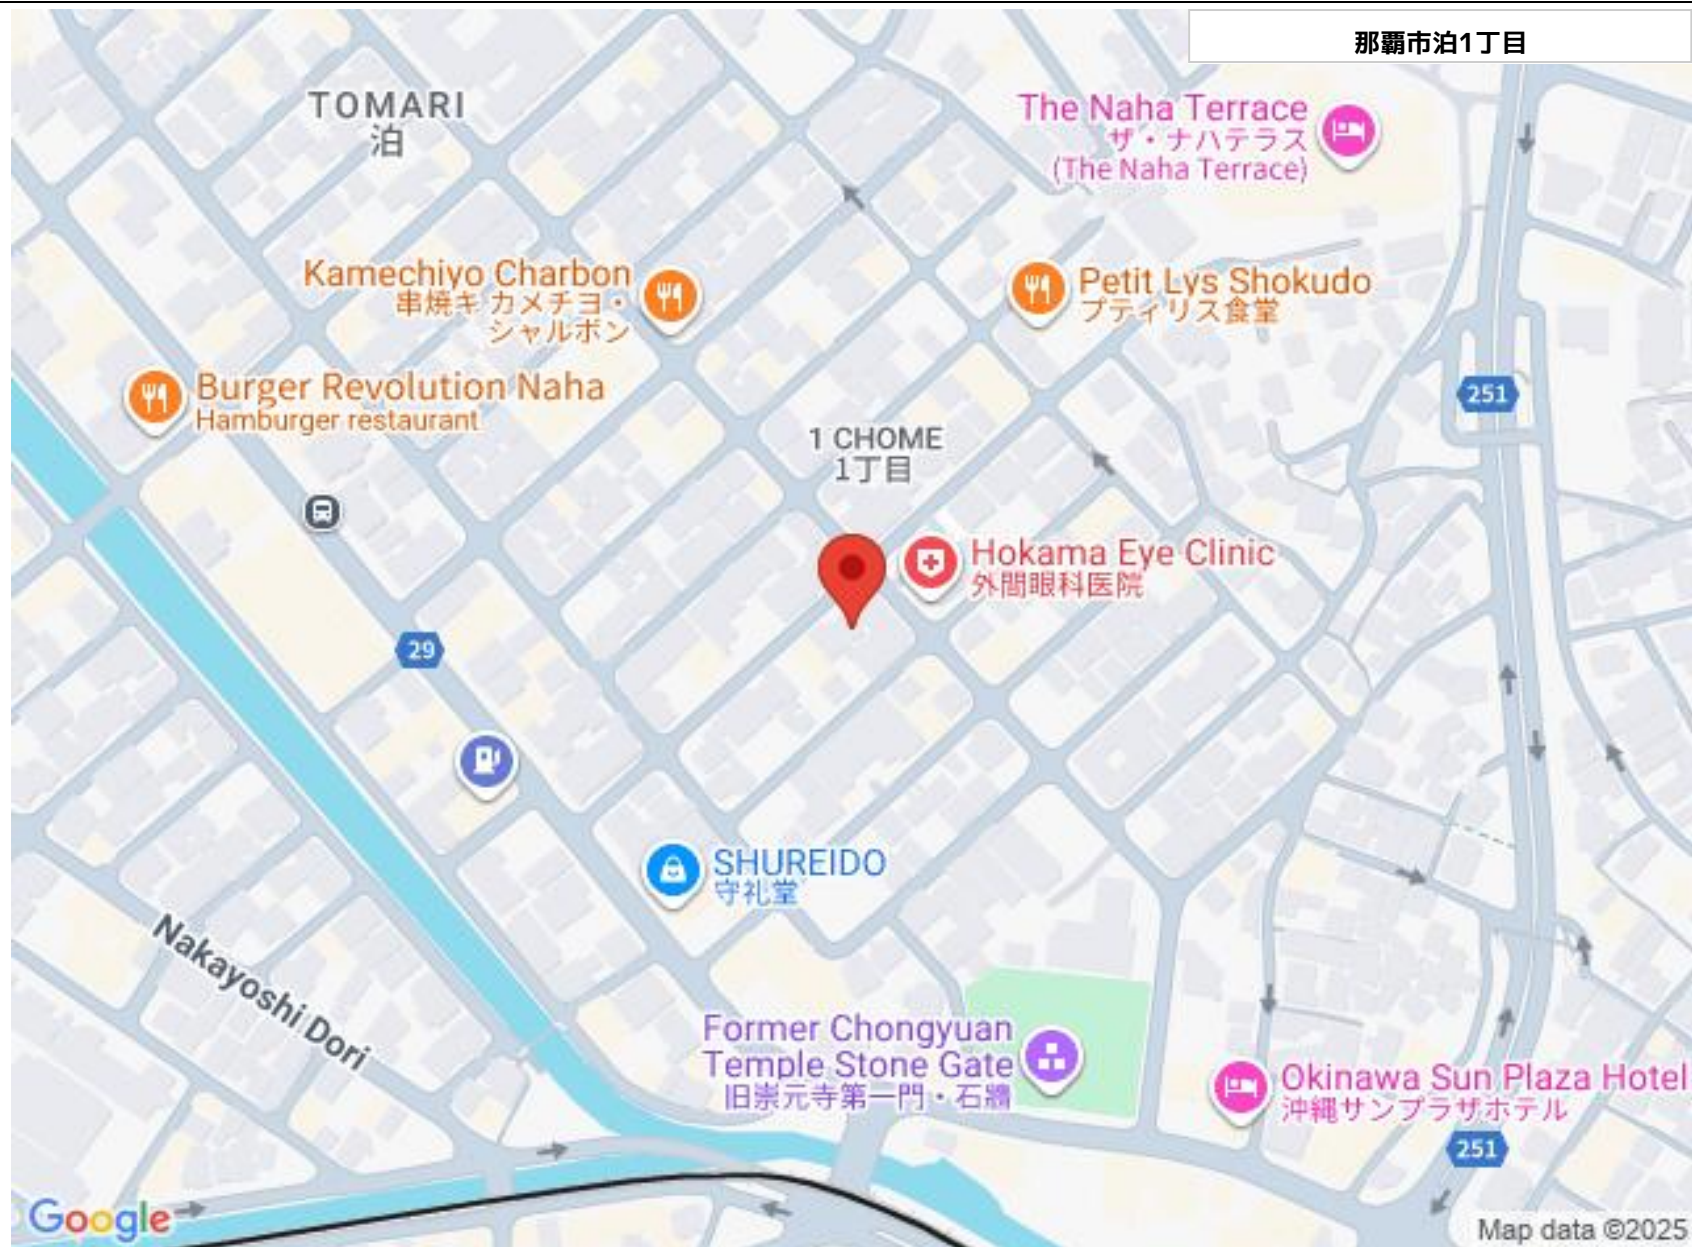 那覇市泊1丁目
TOMARI
泊
The Naha Terrace
ザ・ナハテラス
(The Naha Terrace)
Kamechiyo Charbon
串焼キ カメチヨ・
シャルボン
Petit Lys Shokudo
プティリス食堂
Burger Revolution Naha
Hamburger restaurant
251
1 CHOME
1丁目
Hokama Eye Clinic
外間眼科医院
29
SHUREIDO
守礼堂
Nakayoshi Dori
Former Chongyuan
Temple Stone Gate
旧崇元寺第一門・石牆
Okinawa Sun Plaza Hotel
沖縄サンプラザホテル
251
Google
Map data ©2025